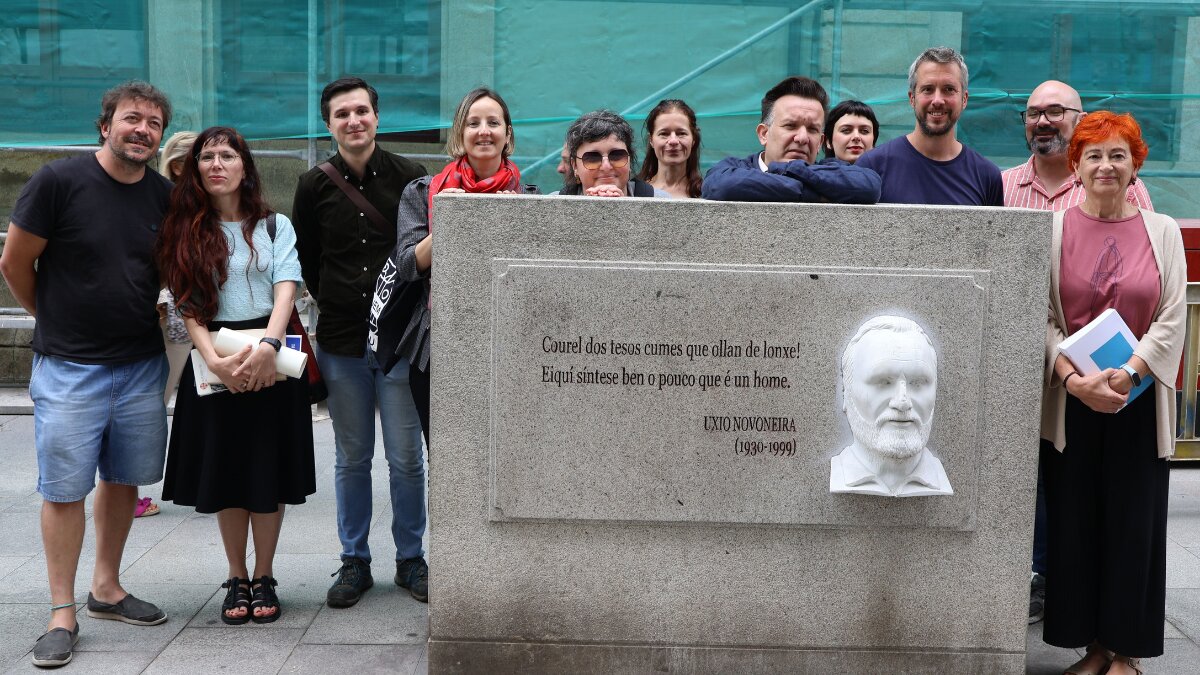 Courel dos tesos cumes que ollan de lonxe!
Eiquí síntese ben o pouco que é un home.
UXIO NOVONEIRA
(1930-1999)